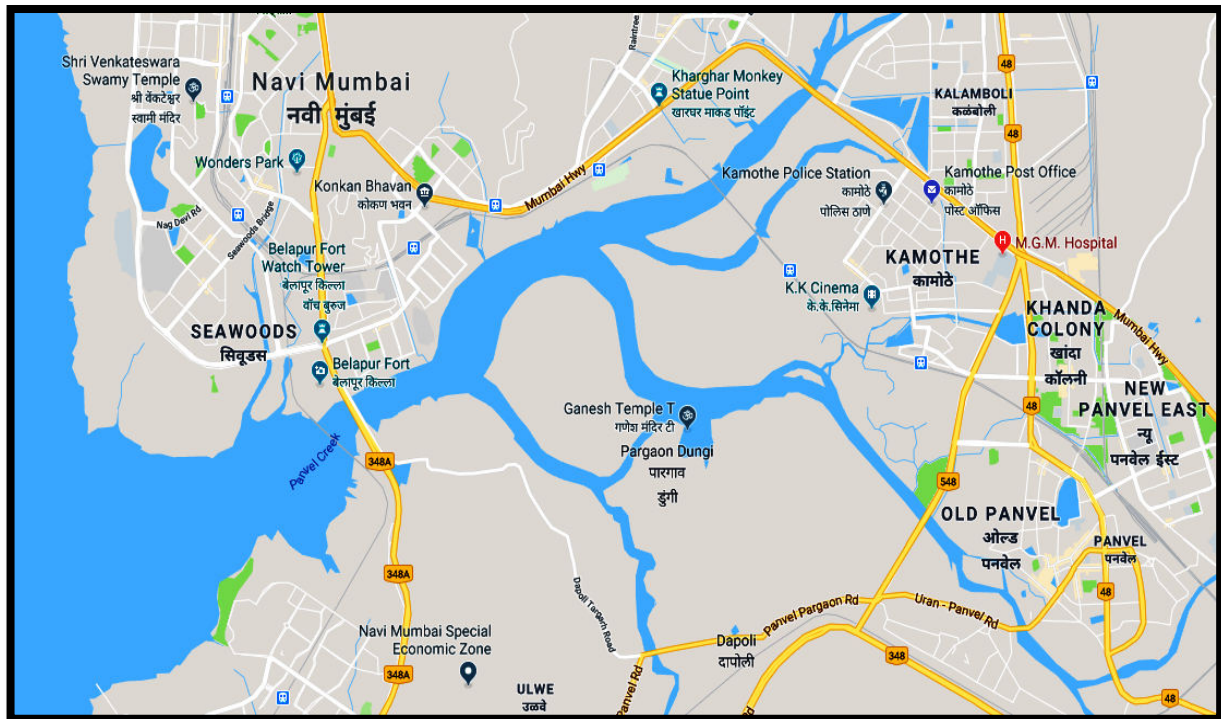 Shri Venkateswara
Swamy Temple
श्री वेंकटेश्वर
स्वामी मंदिर
Navi Mumbai
नवी मुंबई
Raintree
Kharghar Monkey
Statue Point
खारघर माकड पॉइंट
48
KALAMBOLI
कळंबोली
48
Wonders Park
Konkan Bhavan
कोकण भवन
Mumbai Hwy
Kamothe Police Station
कामोठे
पोलिस ठाणे
Kamothe Post Office
कामोठे
पोस्ट ऑफिस
Nag Devi Rd
Seawoods Bridge
Belapur Fort
Watch Tower
बेलापूर किल्ला
वॉच बुरुज
H
M.G.M. Hospital
KAMOTHE
कामोठे
K.K Cinema
के.के.सिनेमा
KHANDA
COLONY
खांदा
कॉलनी
Mumbai Hwy
SEAWOODS
सिवूडस
Belapur Fort
बेलापूर किल्ला
NEW
PANVEL EAST
न्यू
पनवेल ईस्ट
48
Ganesh Temple T
गणेश मंदिर टी
Pargaon Dungi
पारगाव
डुंगी
Panvel Creek
348A
548
OLD PANVEL
ओल्ड
पनवेल
PANVEL
पनवेल
348A
Dapoli Targarh Road
48
Panvel Pargaon Rd
Uran - Panvel Rd
Navi Mumbai Special
Economic Zone
Dapoli
दापोली
348
348A
ULWE
उळवे
Panvel Rd
Rd
48